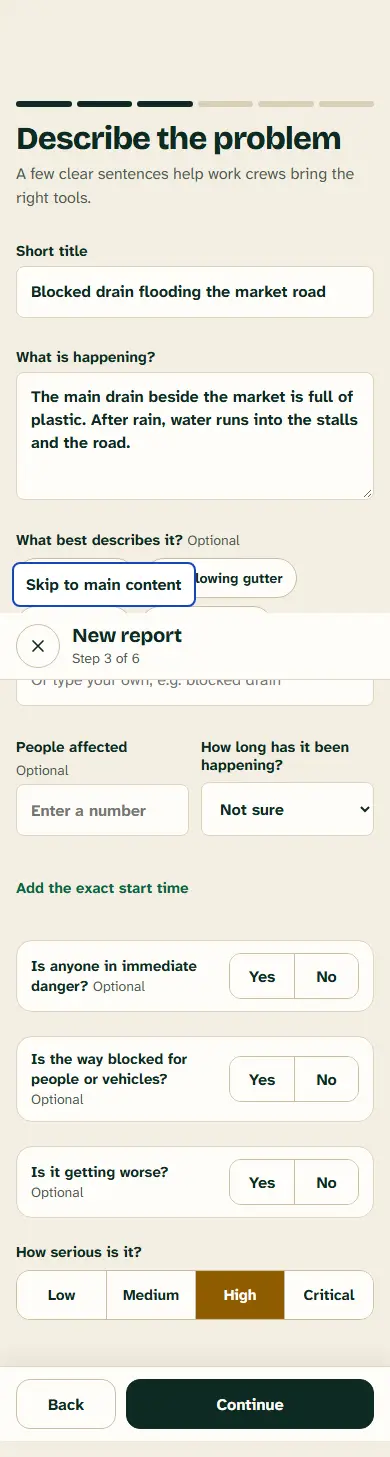 Describe the problem
A few clear sentences help work crews bring the
right tools.
Short title
Blocked drain flooding the market road
What is happening?
The main drain beside the market is full of
plastic. After rain, water runs into the stalls
and the road.
What best describes it? Optional
Skip to main content
gutter
New report
Step 3 of 6
Or type your own, e.g. blocked drain
People affected
Optional
How long has it been
happening?
Enter a number
Not sure
Add the exact start time
Is anyone in immediate
danger? Optional
Yes
No
Is the way blocked for
people or vehicles?
Optional
Yes
No
Is it getting worse?
Optional
Yes
No
How serious is it?
Low
Medium
High
Critical
Back
Continue